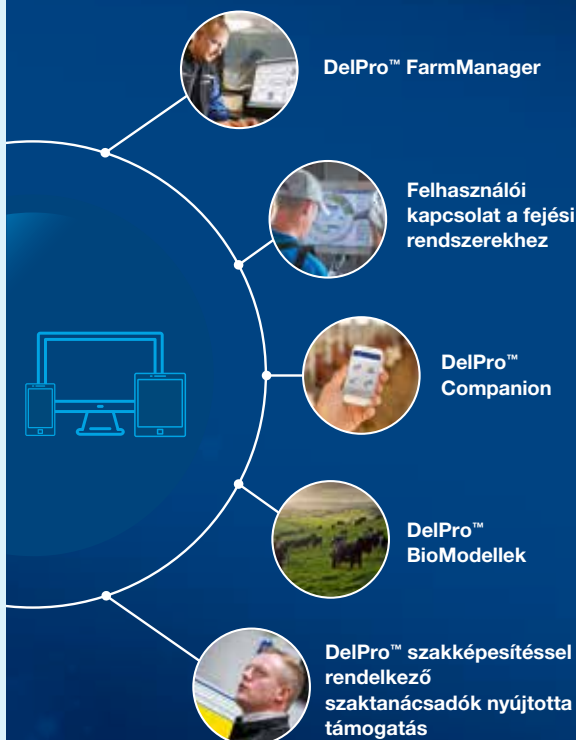 DelPro™ FarmManager
Felhasználói
kapcsolat a fejési
rendszerekhez
DelPro™
Companion
DelPro™
BioModellek
DelPro™ szakképesítéssel
rendelkező
szaktanácsadók nyújtotta
támogatás